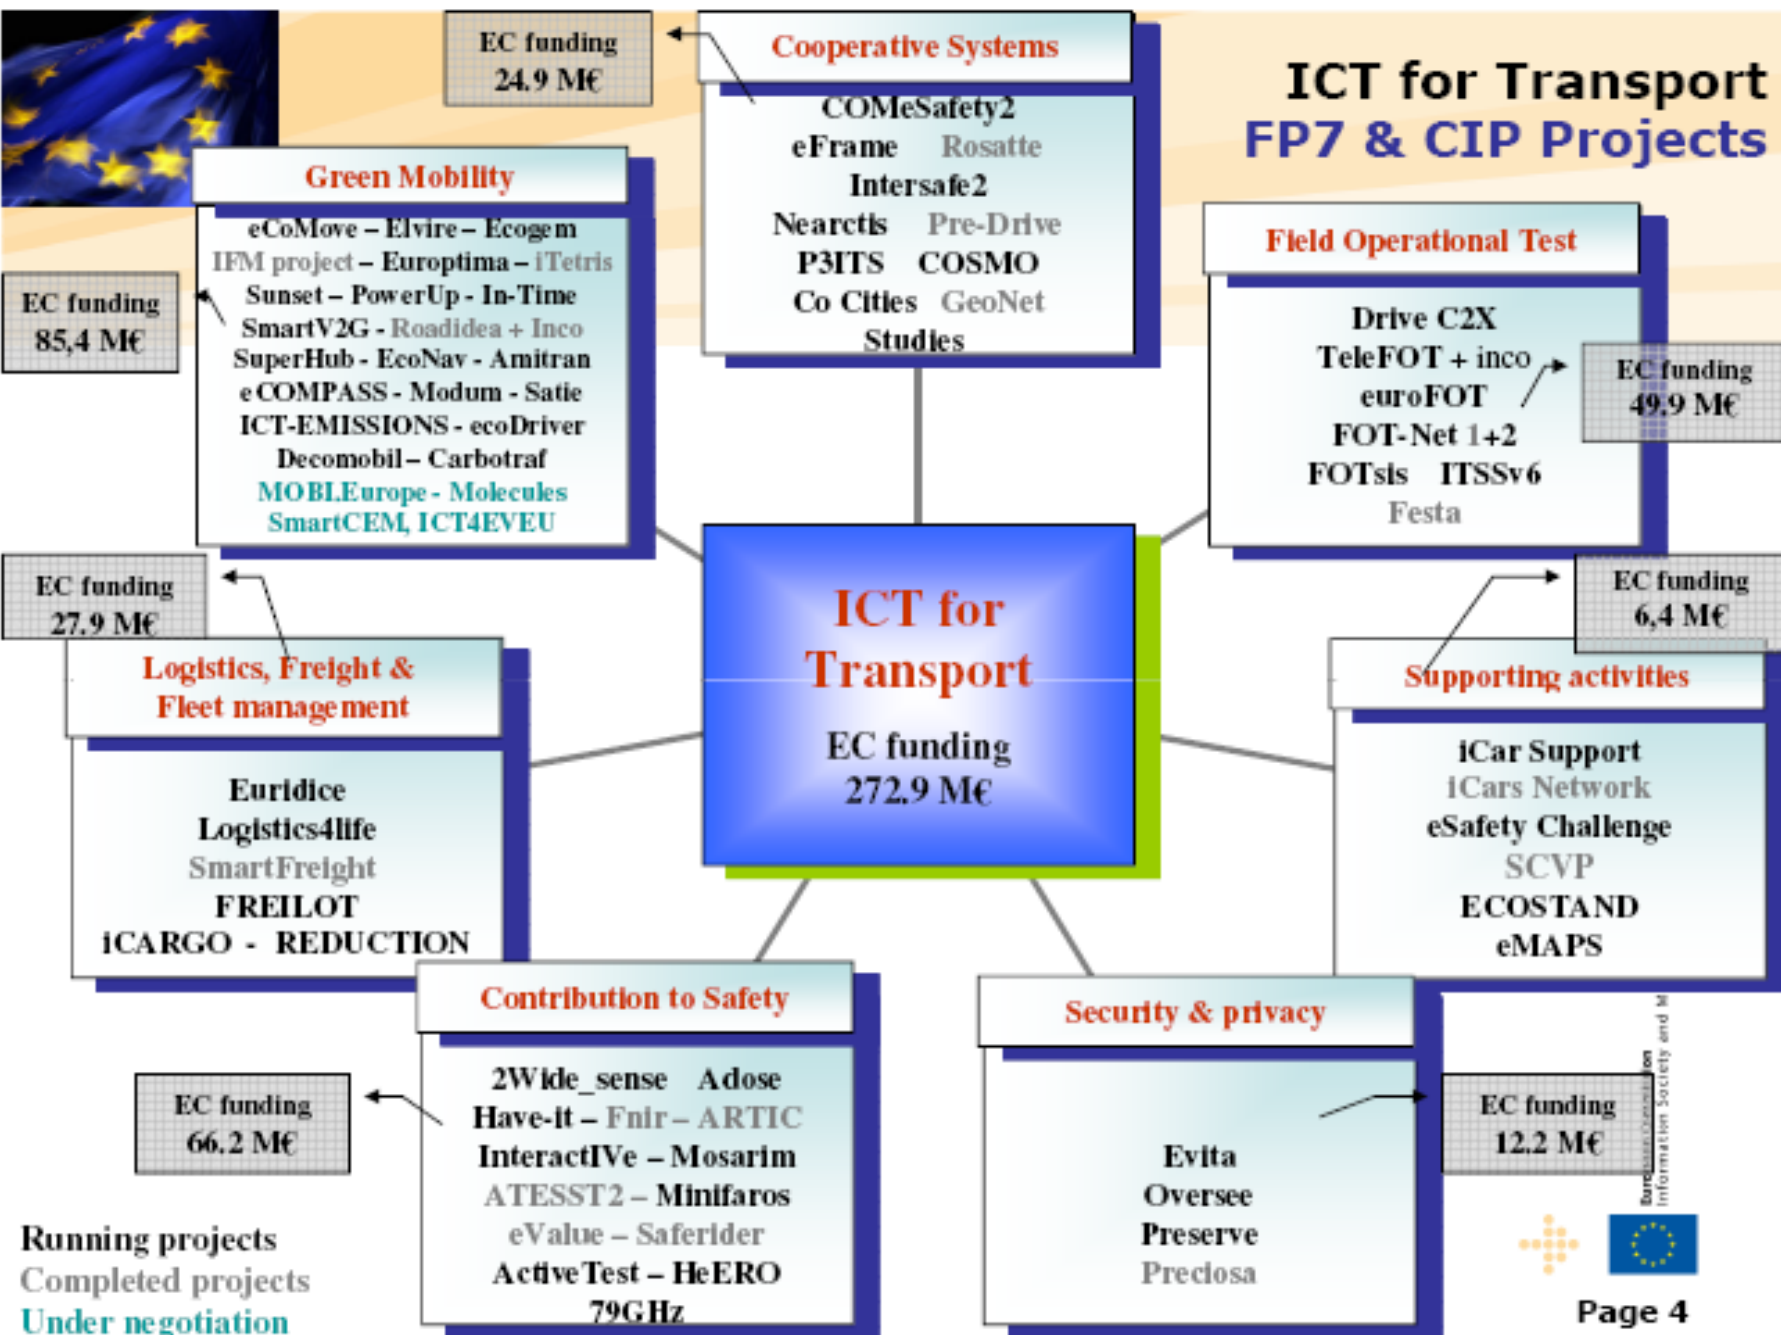 ICT for Transport
FP7 & CIP Projects
EC funding
24.9 M€
Cooperative Systems
COMeSafety2
eFrame Rosatte
Intersafe2
Nearctis Pre-Drive
P3ITS COSMO
Co Cities GeoNet
Studies
Green Mobility
eCoMove – Elvire – Ecogem
IFM project – Europtima – iTetris
Sunset – PowerUp - In-Time
SmartV2G - Roadidea + Inco
SuperHub - EcoNav - Amitran
eCOMPASS - Modum - Satie
ICT-EMISSIONS - ecoDriver
Decomobil – Carbotraf
MOBI.Europe - Molecules
SmartCEM, ICT4EVEU
EC funding
85,4 M€
Field Operational Test
Drive C2X
TeleFOT + inco
euroFOT
FOT-Net 1+2
FOTsis ITSSv6
Festa
EC funding
49.9 M€
EC funding
27.9 M€
Logistics, Freight &
Fleet management
Euridice
Logistics4life
SmartFreight
FREILOT
iCARGO - REDUCTION
ICT for
Transport
EC funding
272.9 M€
EC funding
6,4 M€
Supporting activities
iCar Support
iCars Network
eSafety Challenge
SCVP
ECOSTAND
eMAPS
Contribution to Safety
2Wide_sense Adose
Have-it – Fnir – ARTIC
InteractIVe – Mosarim
ATESST2 – Minifaros
eValue – Saferider
ActiveTest – HeERO
79GHz
EC funding
66.2 M€
Security & privacy
Evita
Oversee
Preserve
Preciosa
EC funding
12.2 M€
European Commission
Information Society and M
Running projects
Completed projects
Under negotiation
Page 4